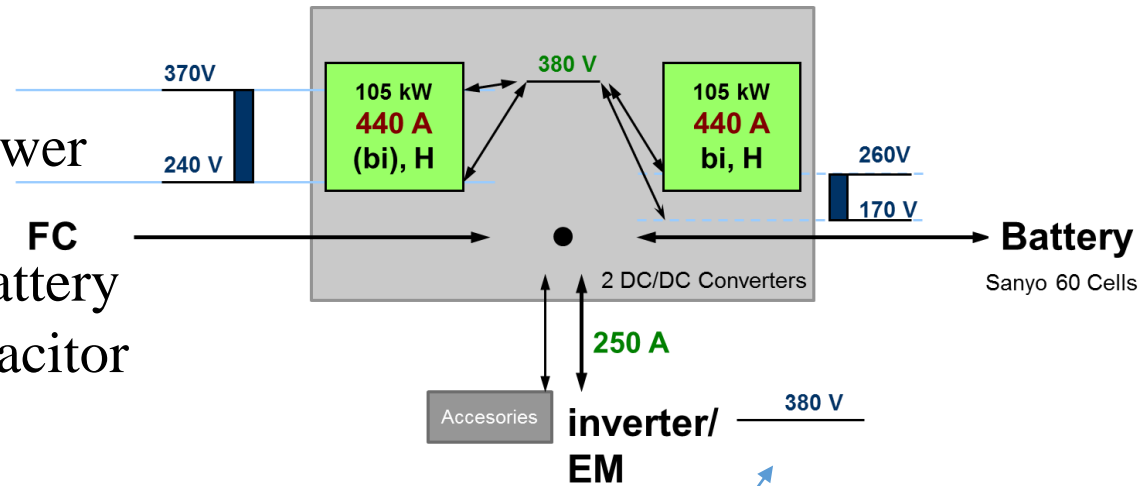 370V
240 V
wer
FC
attery
acitor
105 kW
440 A
(bi), H
380 V
105 kW
440 A
bi, H
260V
170 V
Battery
Sanyo 60 Cells
2 DC/DC Converters
250 A
Accesories
inverter/
EM
380 V